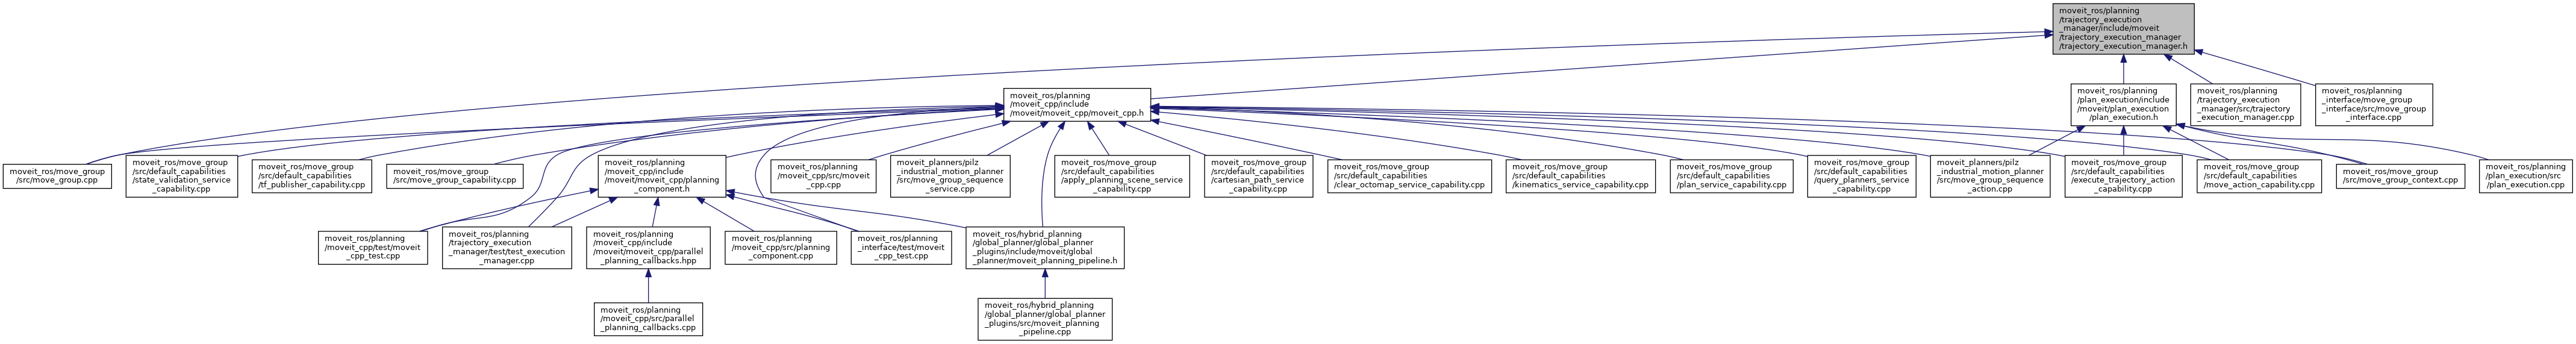 moveit_ros/planning
/trajectory_execution
_manager/include/moveit
/trajectory_execution_manager
/trajectory_execution_manager.h
moveit_ros/planning
/moveit_cpp/include
/moveit/moveit_cpp/moveit_cpp.h
moveit_ros/planning
/plan_execution/include
/moveit/plan_execution
/plan_execution.h
moveit_ros/planning
/trajectory_execution
_manager/src/trajectory
_execution_manager.cpp
moveit_ros/planning
_interface/move_group
_interface/src/move_group
_interface.cpp
moveit_ros/move_group
/src/move_group.cpp
moveit_ros/move_group
/src/default_capabilities
/state_validation_service
_capability.cpp
moveit_ros/move_group
/src/default_capabilities
/tf_publisher_capability.cpp
moveit_ros/move_group
/src/move_group_capability.cpp
moveit_ros/planning
/moveit_cpp/include
/moveit/moveit_cpp/planning
_component.h
moveit_ros/planning
/moveit_cpp/src/moveit
_cpp.cpp
moveit_planners/pilz
_industrial_motion_planner
/src/move_group_sequence
_service.cpp
moveit_ros/move_group
/src/default_capabilities
/apply_planning_scene_service
_capability.cpp
moveit_ros/move_group
/src/default_capabilities
/cartesian_path_service
_capability.cpp
moveit_ros/move_group
/src/default_capabilities
/clear_octomap_service_capability.cpp
moveit_ros/move_group
/src/default_capabilities
/kinematics_service_capability.cpp
moveit_ros/move_group
/src/default_capabilities
/plan_service_capability.cpp
moveit_ros/move_group
/src/default_capabilities
/query_planners_service
_capability.cpp
moveit_planners/pilz
_industrial_motion_planner
/src/move_group_sequence
_action.cpp
moveit_ros/move_group
/src/default_capabilities
/execute_trajectory_action
_capability.cpp
moveit_ros/move_group
/src/default_capabilities
/move_action_capability.cpp
moveit_ros/move_group
/src/move_group_context.cpp
moveit_ros/planning
/plan_execution/src
/plan_execution.cpp
moveit_ros/planning
/moveit_cpp/test/moveit
_cpp_test.cpp
moveit_ros/planning
/trajectory_execution
_manager/test/test_execution
_manager.cpp
moveit_ros/planning
/moveit_cpp/include
/moveit/moveit_cpp/parallel
_planning_callbacks.hpp
moveit_ros/planning
/moveit_cpp/src/planning
_component.cpp
moveit_ros/planning
_interface/test/moveit
_cpp_test.cpp
moveit_ros/hybrid_planning
/global_planner/global_planner
_plugins/include/moveit/global
_planner/moveit_planning_pipeline.h
moveit_ros/planning
/moveit_cpp/src/parallel
_planning_callbacks.cpp
moveit_ros/hybrid_planning
/global_planner/global_planner
_plugins/src/moveit_planning
_pipeline.cpp